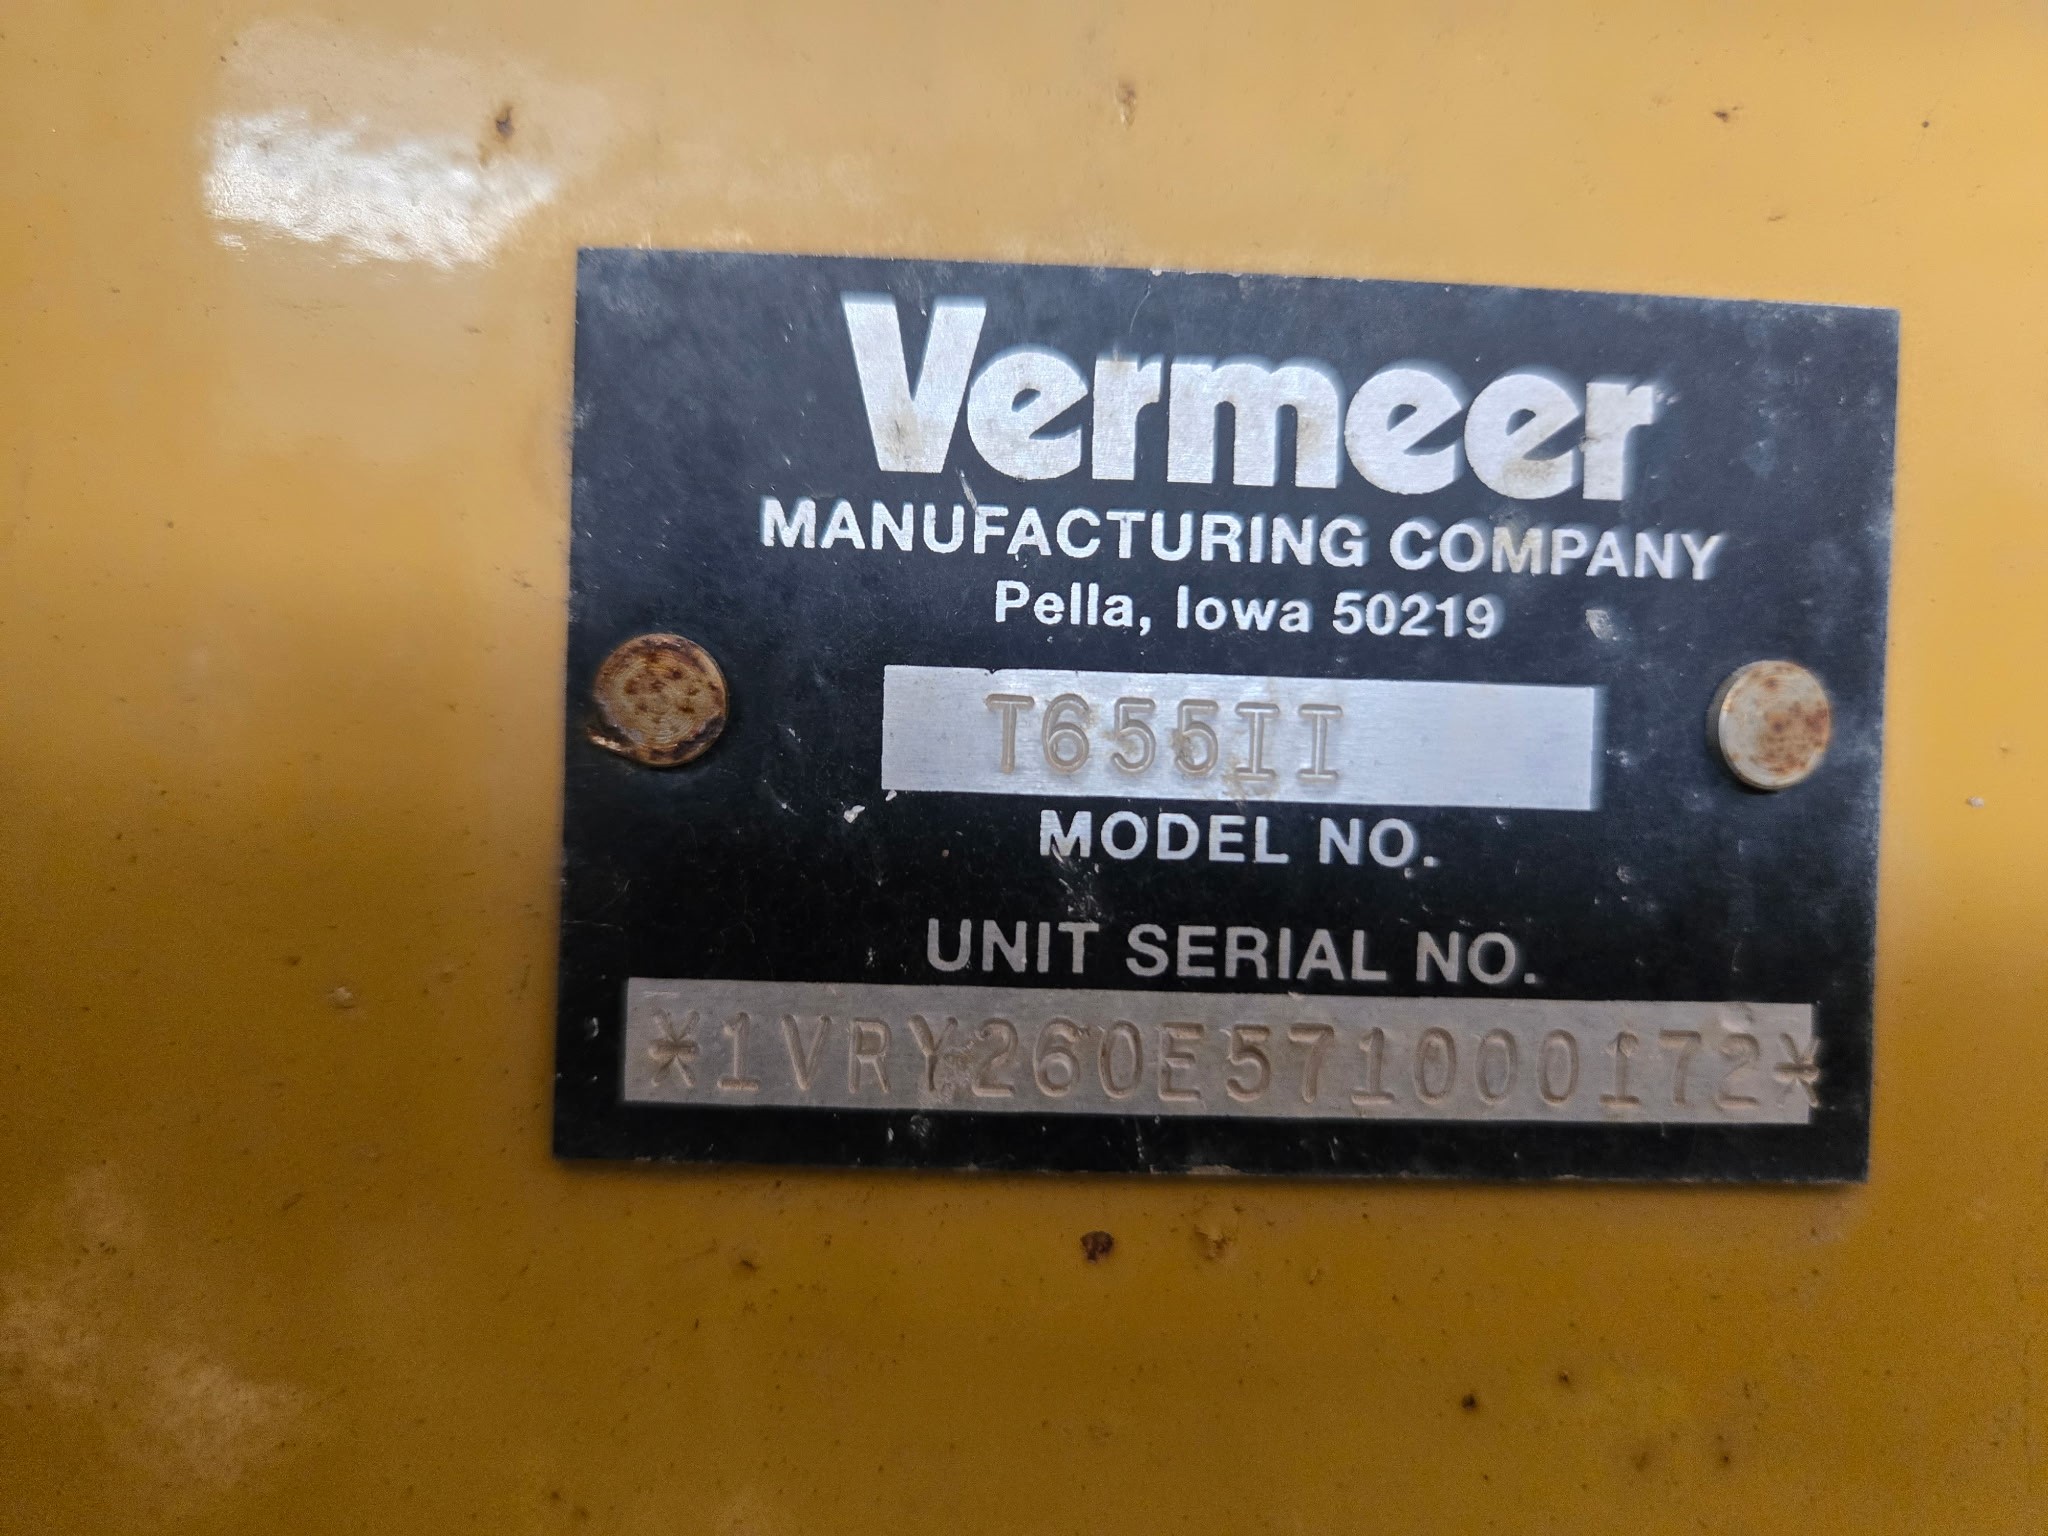 Vermeer
MANUFACTURING COMPANY
Pella, Iowa 50219
T655II
MODEL NO.
UNIT SERIAL NO.
*1VRY260E571000172*